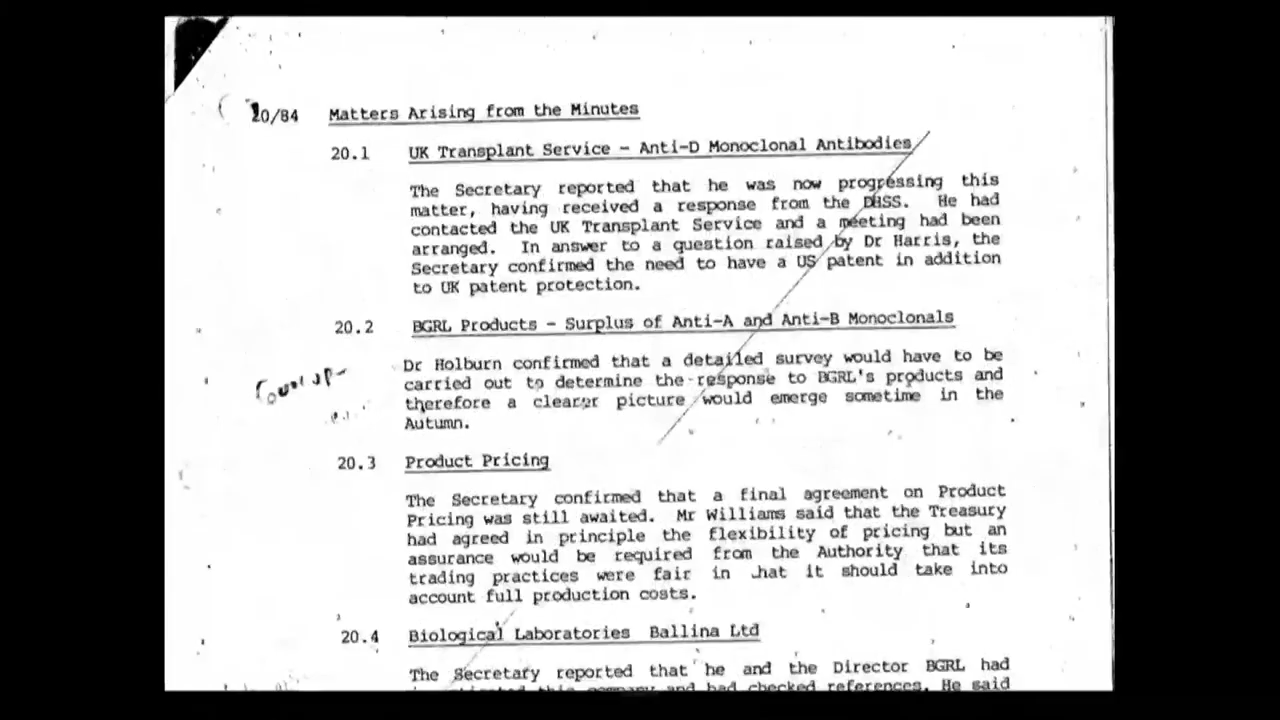 20/84 Matters Arising from the Minutes
20.1 UK Transplant Service - Anti-D Monoclonal Antibodies
The Secretary reported that he was now progressing this
matter, having received a response from the DHSS. He had
contacted the UK Transplant Service and a meeting had been
arranged. In answer to a question raised by Dr Harris, the
Secretary confirmed the need to have a US patent in addition
to UK patent protection.
20.2 BGRL Products - Surplus of Anti-A and Anti-B Monoclonals
Dr Holburn confirmed that a detailed survey would have to be
carried out to determine the response to BGRL's products and
therefore a clearer picture would emerge sometime in the
Autumn.
20.3 Product Pricing
The Secretary confirmed that a final agreement on Product
Pricing was still awaited. Mr Williams said that the Treasury
had agreed in principle the flexibility of pricing but an
assurance would be required from the Authority that its
trading practices were fair in hat it should take into
account full production costs.
20.4 Biological Laboratories Ballina Ltd
The Secretary reported that he and the Director BGRL had
this company and had checked references. He said